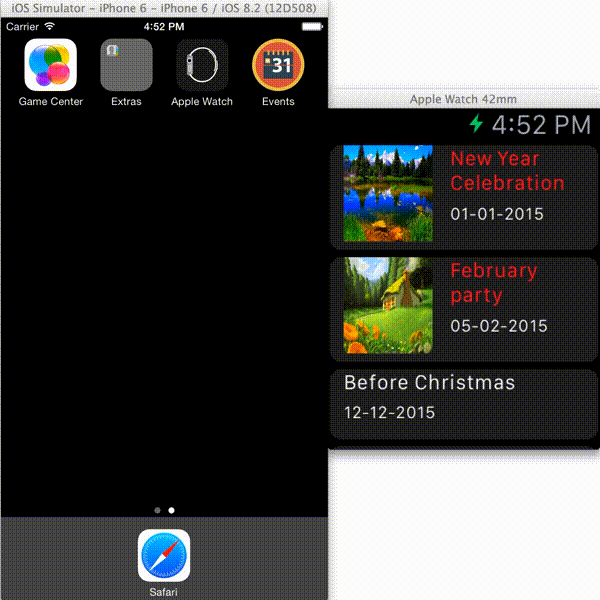 iOS Simulator – iPhone 6 – iPhone 6 / iOS 8.2 (12D508)
Carrier 4:52 PM
Game Center Extras Apple Watch Events
31
Apple Watch 42mm
4:52 PM
New Year
Celebration
01-01-2015
February
party
05-02-2015
Before Christmas
12-12-2015
Safari